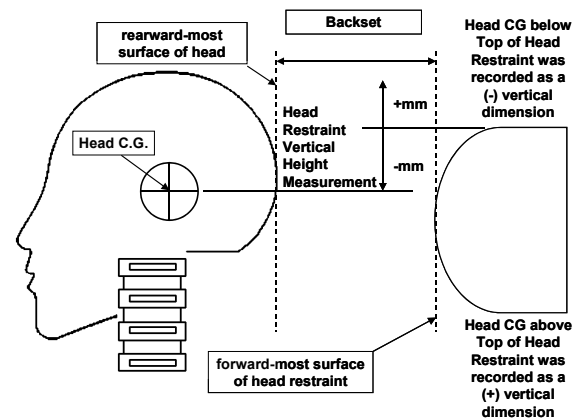 Backset
rearward-most
surface of head
Head CG below
Top of Head
Restraint was
recorded as a
(-) vertical
dimension
+mm
Head
Restraint
Vertical
Height
Measurement
-mm
Head C.G.
forward-most surface
of head restraint
Head CG above
Top of Head
Restraint was
recorded as a
(+) vertical
dimension